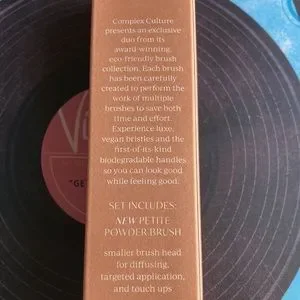 Complex Culture
presents an exclusive
duo from its
award-winning,
eco-friendly brush
collection. Each brush
has been carefully
created to perform the
work of multiple
brushes to save both
time and effort.
Experience luxe,
vegan bristles and the
first-of-its-kind
biodegradable handles
so you can look good
while feeling good.
SET INCLUDES:
NEW PETITE
POWDER BRUSH
smaller brush head
for diffusing,
targeted application,
and touch ups
"GE